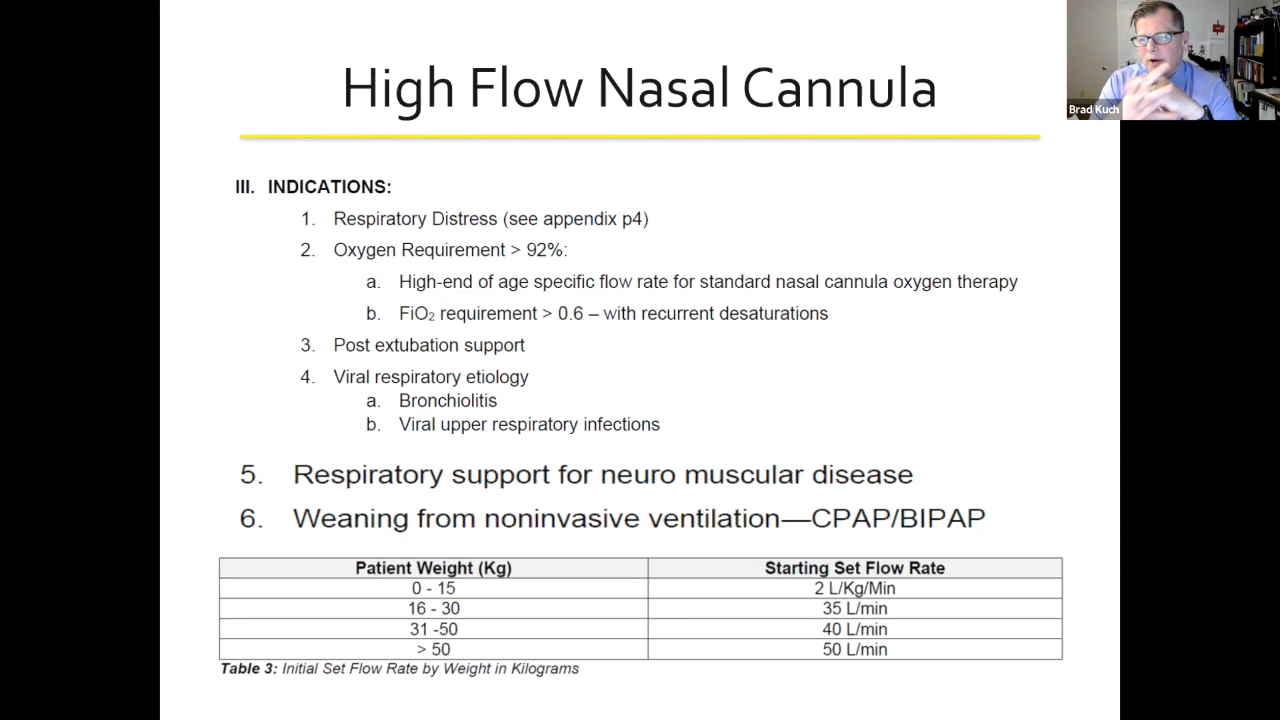 High Flow Nasal Cannula
Brad Kuch
III. INDICATIONS:
1. Respiratory Distress (see appendix p4)
2. Oxygen Requirement > 92%:
a. High-end of age specific flow rate for standard nasal cannula oxygen therapy
b. FiO₂ requirement > 0.6 – with recurrent desaturations
3. Post extubation support
4. Viral respiratory etiology
a. Bronchiolitis
b. Viral upper respiratory infections
5. Respiratory support for neuro muscular disease
6. Weaning from noninvasive ventilation—CPAP/BIPAP
Patient Weight (Kg) Starting Set Flow Rate
0 - 15 2 L/Kg/Min
16 - 30 35 L/min
31 -50 40 L/min
> 50 50 L/min
Table 3: Initial Set Flow Rate by Weight in Kilograms